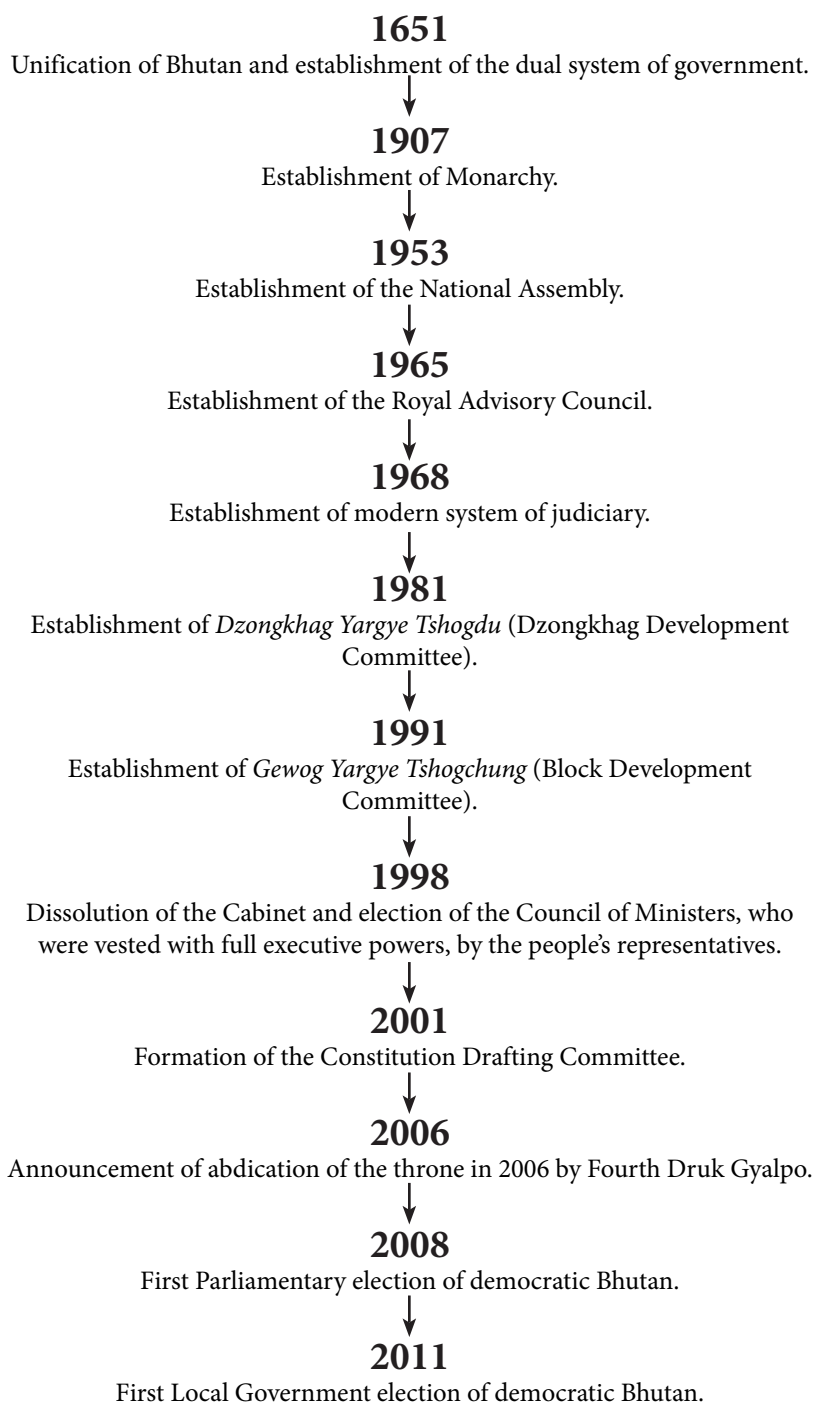 1651
Unification of Bhutan and establishment of the dual system of government.
1907
Establishment of Monarchy.
1953
Establishment of the National Assembly.
1965
Establishment of the Royal Advisory Council.
1968
Establishment of modern system of judiciary.
1981
Establishment of Dzongkhag Yargye Tshogdu (Dzongkhag Development
Committee).
1991
Establishment of Gewog Yargye Tshogchung (Block Development
Committee).
1998
Dissolution of the Cabinet and election of the Council of Ministers, who
were vested with full executive powers, by the people’s representatives.
2001
Formation of the Constitution Drafting Committee.
2006
Announcement of abdication of the throne in 2006 by Fourth Druk Gyalpo.
2008
First Parliamentary election of democratic Bhutan.
2011
First Local Government election of democratic Bhutan.